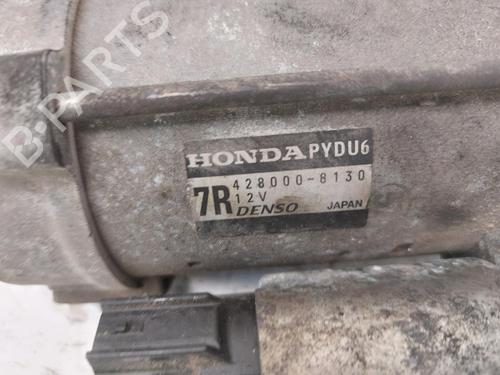 B-PARTS
HONDA PYDU6
7R 428000-8130
12V
DENSO JAPAN